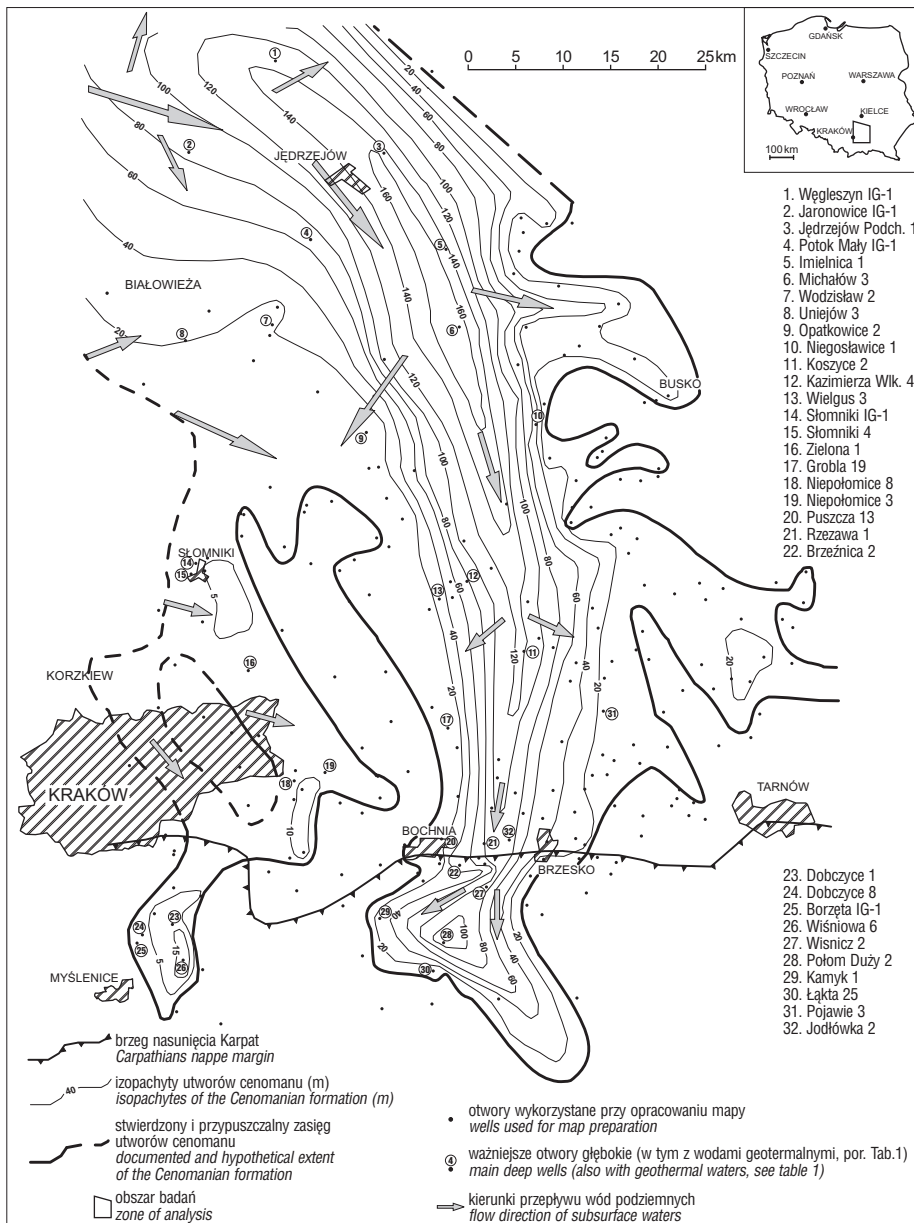 0 5 10 15 20 25 km
GDAŃSK
SZCZECIN
POZNAŃ
WARSZAWA
WROCŁAW
KIELCE
KRAKÓW
100 km
1. Węgleszyn IG-1
2. Jaronowice IG-1
3. Jędrzejów Podch. 1
4. Potok Mały IG-1
5. Imielnica 1
6. Michałów 3
7. Wodzisław 2
8. Uniejów 3
9. Opatkowice 2
10. Niegosławice 1
11. Koszyce 2
12. Kazimierza Wlk. 4
13. Wielgus 3
14. Słomniki IG-1
15. Słomniki 4
16. Zielona 1
17. Grobla 19
18. Niepołomice 8
19. Niepołomice 3
20. Puszcza 13
21. Rzezawa 1
22. Brzeźnica 2
JĘDRZEJÓW
BIAŁOWIEŻA
BUSKO
SŁOMNIKI
KORZKIEW
KRAKÓW
BOCHNIA
BRZESKO
TARNÓW
MYŚLENICE
23. Dobczyce 1
24. Dobczyce 8
25. Borzęta IG-1
26. Wiśniowa 6
27. Wisnicz 2
28. Połom Duży 2
29. Kamyk 1
30. Łąkta 25
31. Pojawie 3
32. Jodłówka 2
brzeg nasunięcia Karpat
Carpathians nappe margin
40
izopachyty utworów cenomanu (m)
isopachytes of the Cenomanian formation (m)
stwierdzony i przypuszczalny zasięg
utworów cenomanu
documented and hypothetical extent
of the Cenomanian formation
obszar badań
zone of analysis
otwory wykorzystane przy opracowaniu mapy
wells used for map preparation
4
ważniejsze otwory głębokie (w tym z wodami geotermalnymi, por. Tab.1)
main deep wells (also with geothermal waters, see table 1)
kierunki przepływu wód podziemnych
flow direction of subsurface waters